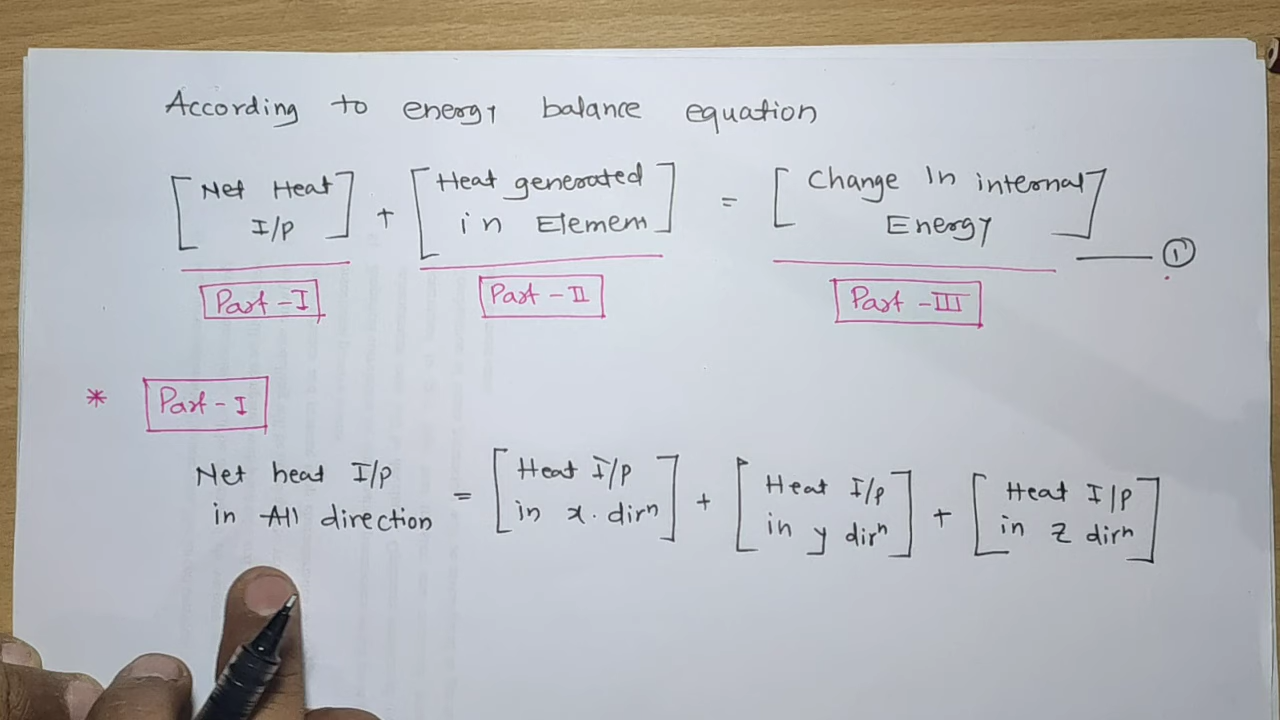 According to energy balance equation
[Net Heat I/p] + [Heat generated in Elemem] = [Change In internal Energy] —— ①
Part-I Part-II Part-III
* Part-I
Net heat I/p in All direction = [Heat I/p in x. dirⁿ] + [Heat I/p in y dirⁿ] + [Heat I/p in z dirⁿ]